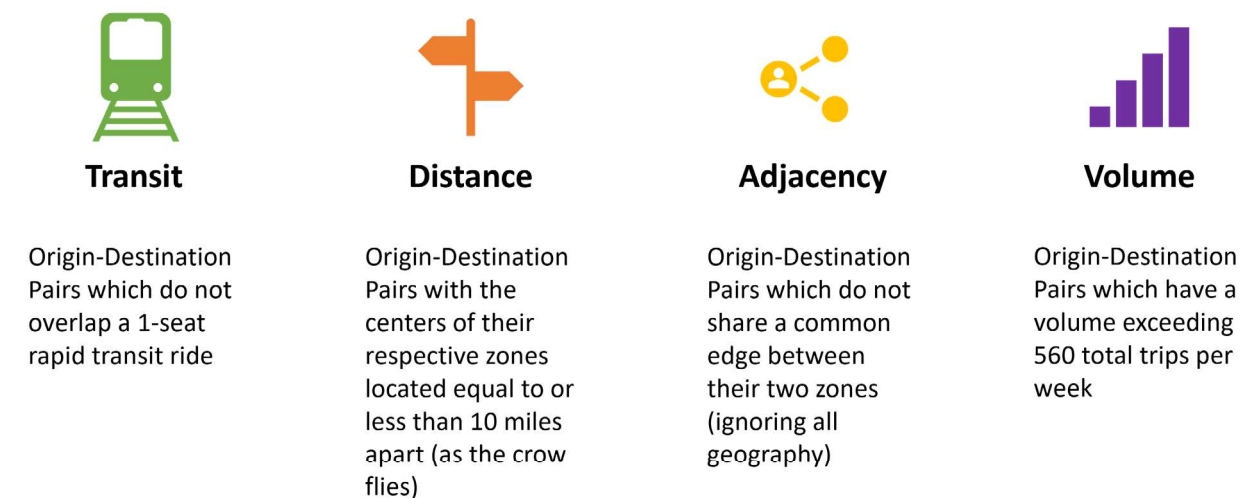 Transit
Origin-Destination
Pairs which do not
overlap a 1-seat
rapid transit ride
Distance
Origin-Destination
Pairs with the
centers of their
respective zones
located equal to or
less than 10 miles
apart (as the crow
flies)
Adjacency
Origin-Destination
Pairs which do not
share a common
edge between
their two zones
(ignoring all
geography)
Volume
Origin-Destination
Pairs which have a
volume exceeding
560 total trips per
week